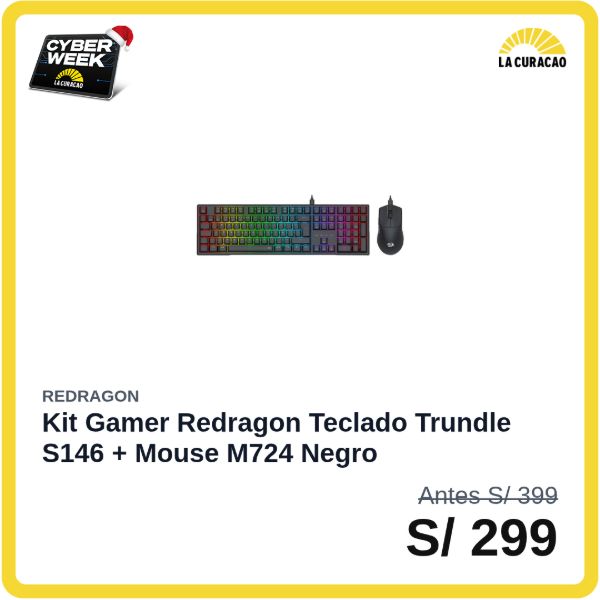 CYBER
WEEK
LA CURACAO
LA CURACAO
REDRAGON
Kit Gamer Redragon Teclado Trundle
S146 + Mouse M724 Negro
Antes S/ 399
S/ 299